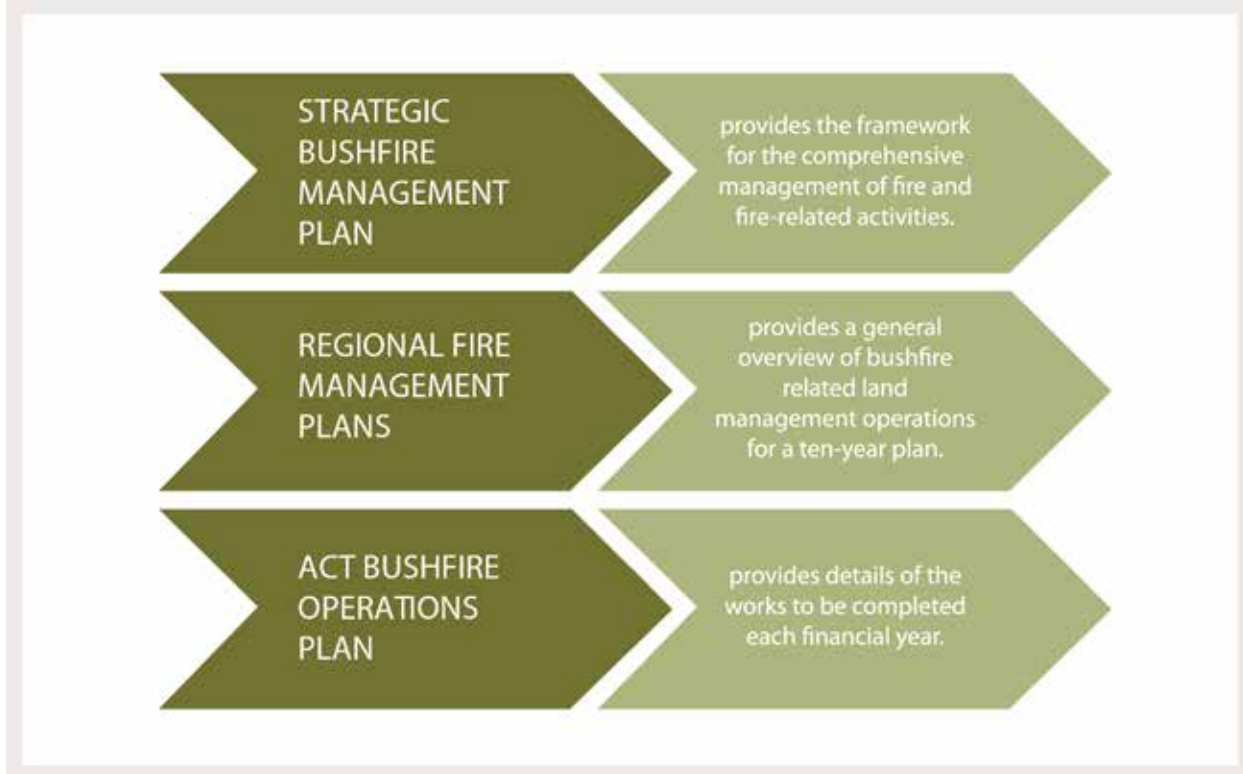 STRATEGIC
BUSHFIRE
MANAGEMENT
PLAN
provides the framework
for the comprehensive
management of fire and
fire-related activities.
REGIONAL FIRE
MANAGEMENT
PLANS
provides a general
overview of bushfire
related land
management operations
for a ten-year plan.
ACT BUSHFIRE
OPERATIONS
PLAN
provides details of the
works to be completed
each financial year.